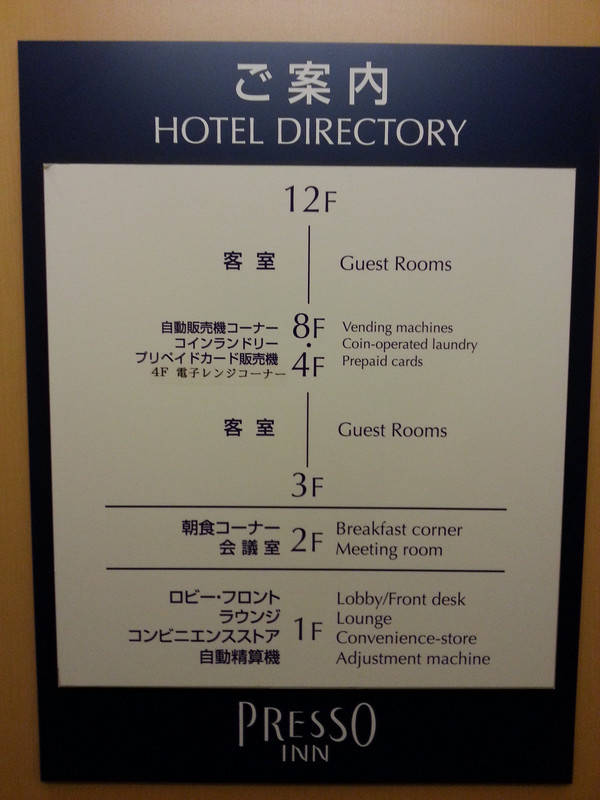 ご案内
HOTEL DIRECTORY
12F
客室 Guest Rooms
自動販売機コーナー 8F Vending machines
コインランドリー ・ Coin-operated laundry
プリペイドカード販売機 4F Prepaid cards
4F 電子レンジコーナー
客室 Guest Rooms
3F
朝食コーナー 2F Breakfast corner
会議室 Meeting room
ロビー・フロント 1F Lobby/Front desk
ラウンジ Lounge
コンビニエンスストア Convenience-store
自動精算機 Adjustment machine
PRESSO
INN